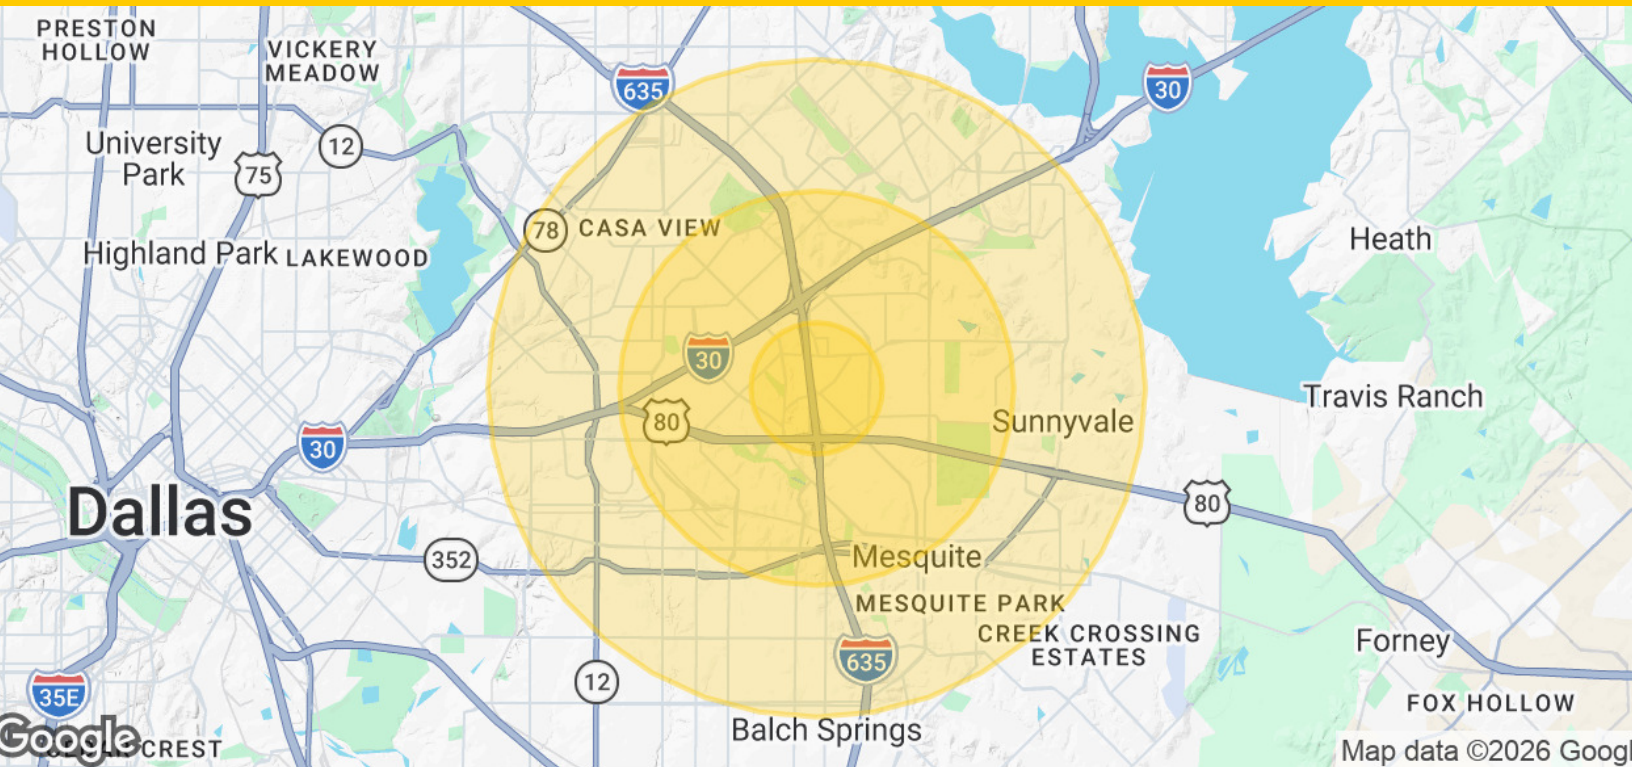 PRESTON
HOLLOW
VICKERY
MEADOW
635
30
University
Park
12
75
78
CASA VIEW
Highland Park
LAKEWOOD
Heath
30
80
Sunnyvale
Travis Ranch
30
Dallas
80
352
Mesquite
MESQUITE PARK
CREEK CROSSING
ESTATES
Forney
635
12
35E
FOX HOLLOW
Balch Springs
Google
CREST
Map data ©2026 Googl